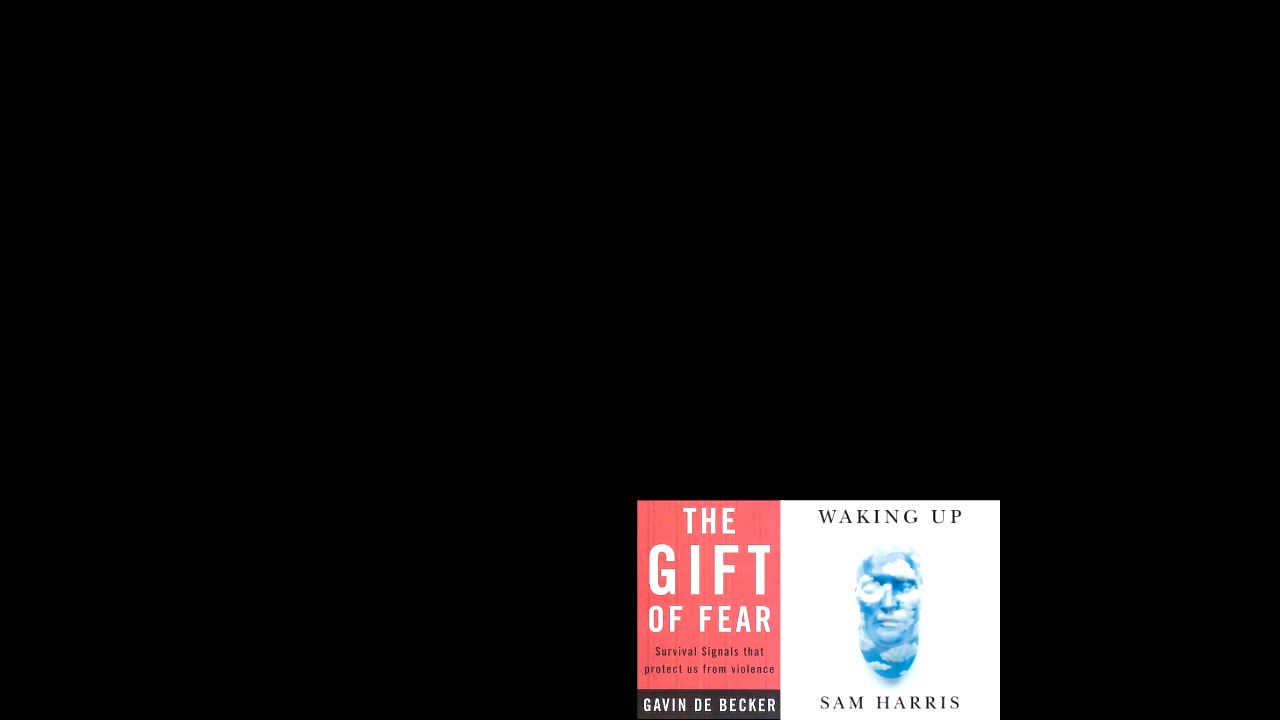 THE
GIFT
OF FEAR
Survival Signals that
protect us from violence
GAVIN DE BECKER
WAKING UP
SAM HARRIS